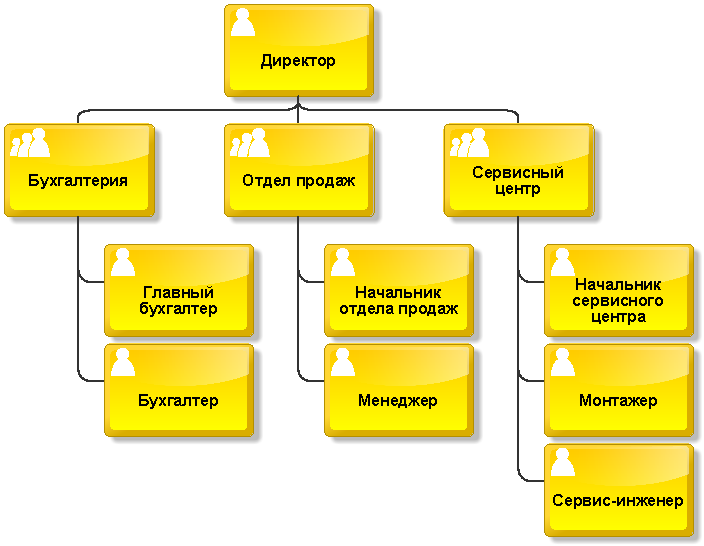 Директор
Бухгалтерия
Отдел продаж
Сервисный
центр
Главный
бухгалтер
Начальник
отдела продаж
Начальник
сервисного
центра
Бухгалтер
Менеджер
Монтажер
Сервис-инженер